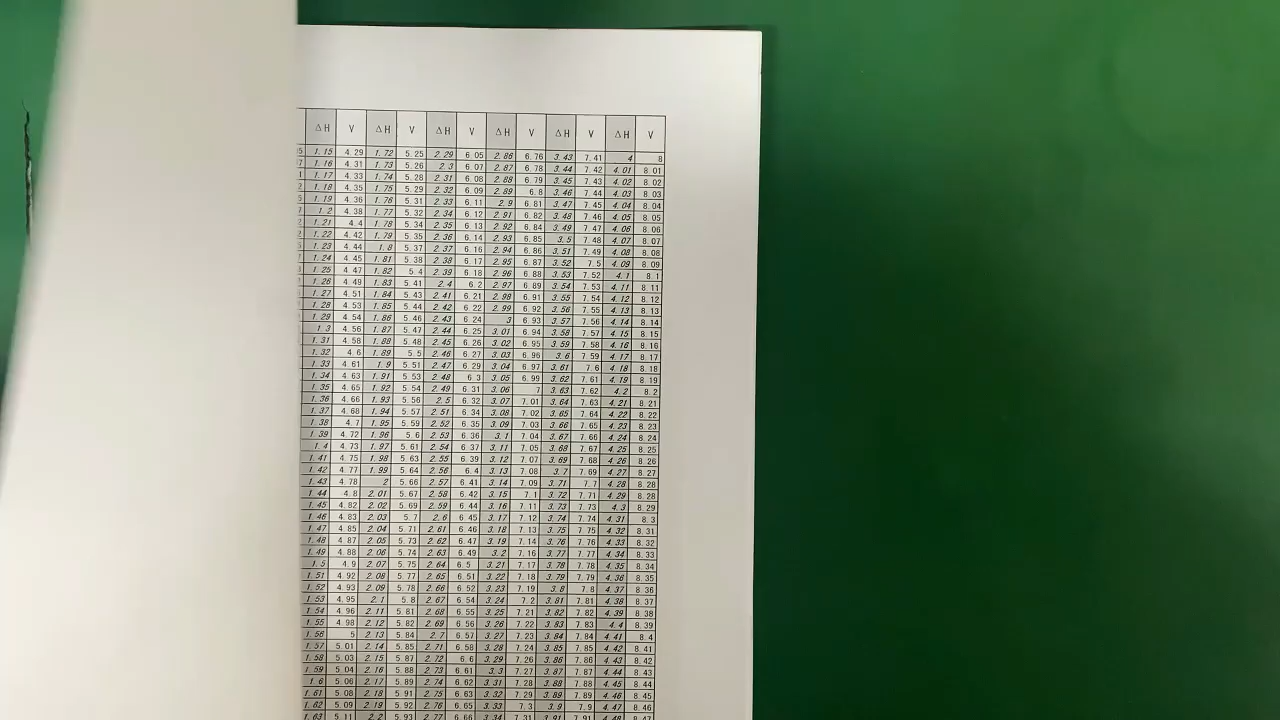 ΔH V ΔH V ΔH V ΔH V ΔH V ΔH V
1.15 4.29 1.72 5.25 2.29 6.05 2.86 6.76 3.43 7.41 4 8
1.16 4.31 1.73 5.26 2.3 6.07 2.87 6.78 3.44 7.42 4.01 8.01
1.17 4.33 1.74 5.28 2.31 6.08 2.88 6.79 3.45 7.43 4.02 8.02
1.18 4.35 1.75 5.29 2.32 6.09 2.89 6.8 3.46 7.44 4.03 8.03
1.19 4.36 1.76 5.31 2.33 6.11 2.9 6.81 3.47 7.45 4.04 8.04
1.2 4.38 1.77 5.32 2.34 6.12 2.91 6.82 3.48 7.46 4.05 8.05
1.21 4.4 1.78 5.34 2.35 6.13 2.92 6.84 3.49 7.47 4.06 8.06
1.22 4.42 1.79 5.35 2.36 6.14 2.93 6.85 3.5 7.48 4.07 8.07
1.23 4.44 1.8 5.37 2.37 6.16 2.94 6.86 3.51 7.49 4.08 8.08
1.24 4.45 1.81 5.38 2.38 6.17 2.95 6.87 3.52 7.5 4.09 8.09
1.25 4.47 1.82 5.4 2.39 6.18 2.96 6.88 3.53 7.52 4.1 8.1
1.26 4.49 1.83 5.41 2.4 6.2 2.97 6.89 3.54 7.53 4.11 8.11
1.27 4.51 1.84 5.43 2.41 6.21 2.98 6.91 3.55 7.54 4.12 8.12
1.28 4.53 1.85 5.44 2.42 6.22 2.99 6.92 3.56 7.55 4.13 8.13
1.29 4.54 1.86 5.46 2.43 6.24 3 6.93 3.57 7.56 4.14 8.14
1.3 4.56 1.87 5.47 2.44 6.25 3.01 6.94 3.58 7.57 4.15 8.15
1.31 4.58 1.88 5.48 2.45 6.26 3.02 6.95 3.59 7.58 4.16 8.16
1.32 4.6 1.89 5.5 2.46 6.27 3.03 6.96 3.6 7.59 4.17 8.17
1.33 4.61 1.9 5.51 2.47 6.29 3.04 6.97 3.61 7.6 4.18 8.18
1.34 4.63 1.91 5.53 2.48 6.3 3.05 6.99 3.62 7.61 4.19 8.19
1.35 4.65 1.92 5.54 2.49 6.31 3.06 7 3.63 7.62 4.2 8.2
1.36 4.66 1.93 5.56 2.5 6.32 3.07 7.01 3.64 7.63 4.21 8.21
1.37 4.68 1.94 5.57 2.51 6.34 3.08 7.02 3.65 7.64 4.22 8.22
1.38 4.7 1.95 5.59 2.52 6.35 3.09 7.03 3.66 7.65 4.23 8.23
1.39 4.72 1.96 5.6 2.53 6.36 3.1 7.04 3.67 7.66 4.24 8.24
1.4 4.73 1.97 5.61 2.54 6.37 3.11 7.05 3.68 7.67 4.25 8.25
1.41 4.75 1.98 5.63 2.55 6.39 3.12 7.07 3.69 7.68 4.26 8.26
1.42 4.77 1.99 5.64 2.56 6.4 3.13 7.08 3.7 7.69 4.27 8.27
1.43 4.78 2 5.66 2.57 6.41 3.14 7.09 3.71 7.7 4.28 8.28
1.44 4.8 2.01 5.67 2.58 6.42 3.15 7.1 3.72 7.71 4.29 8.28
1.45 4.82 2.02 5.69 2.59 6.44 3.16 7.11 3.73 7.73 4.3 8.29
1.46 4.83 2.03 5.7 2.6 6.45 3.17 7.12 3.74 7.74 4.31 8.3
1.47 4.85 2.04 5.71 2.61 6.46 3.18 7.13 3.75 7.75 4.32 8.31
1.48 4.87 2.05 5.73 2.62 6.47 3.19 7.14 3.76 7.76 4.33 8.32
1.49 4.88 2.06 5.74 2.63 6.49 3.2 7.16 3.77 7.77 4.34 8.33
1.5 4.9 2.07 5.75 2.64 6.5 3.21 7.17 3.78 7.78 4.35 8.34
1.51 4.92 2.08 5.77 2.65 6.51 3.22 7.18 3.79 7.79 4.36 8.35
1.52 4.93 2.09 5.78 2.66 6.52 3.23 7.19 3.8 7.8 4.37 8.36
1.53 4.95 2.1 5.8 2.67 6.54 3.24 7.2 3.81 7.81 4.38 8.37
1.54 4.96 2.11 5.81 2.68 6.55 3.25 7.21 3.82 7.82 4.39 8.38
1.55 4.98 2.12 5.82 2.69 6.56 3.26 7.22 3.83 7.83 4.4 8.39
1.56 5 2.13 5.84 2.7 6.57 3.27 7.23 3.84 7.84 4.41 8.4
1.57 5.01 2.14 5.85 2.71 6.58 3.28 7.24 3.85 7.85 4.42 8.41
1.58 5.03 2.15 5.87 2.72 6.6 3.29 7.26 3.86 7.86 4.43 8.42
1.59 5.04 2.16 5.88 2.73 6.61 3.3 7.27 3.87 7.87 4.44 8.43
1.6 5.06 2.17 5.89 2.74 6.62 3.31 7.28 3.88 7.88 4.45 8.44
1.61 5.08 2.18 5.91 2.75 6.63 3.32 7.29 3.89 7.89 4.46 8.45
1.62 5.09 2.19 5.92 2.76 6.65 3.33 7.3 3.9 7.9 4.47 8.46
1.63 5.11 2.2 5.93 2.77 6.66 3.34 7.31 3.91 7.91 4.48 8.47